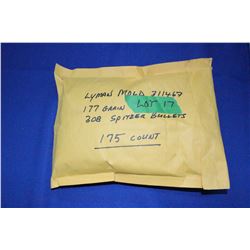 LYMAN MOLD 311467
177 GRAIN LOT 17
308 SPITZER BULLETS
175 COUNT